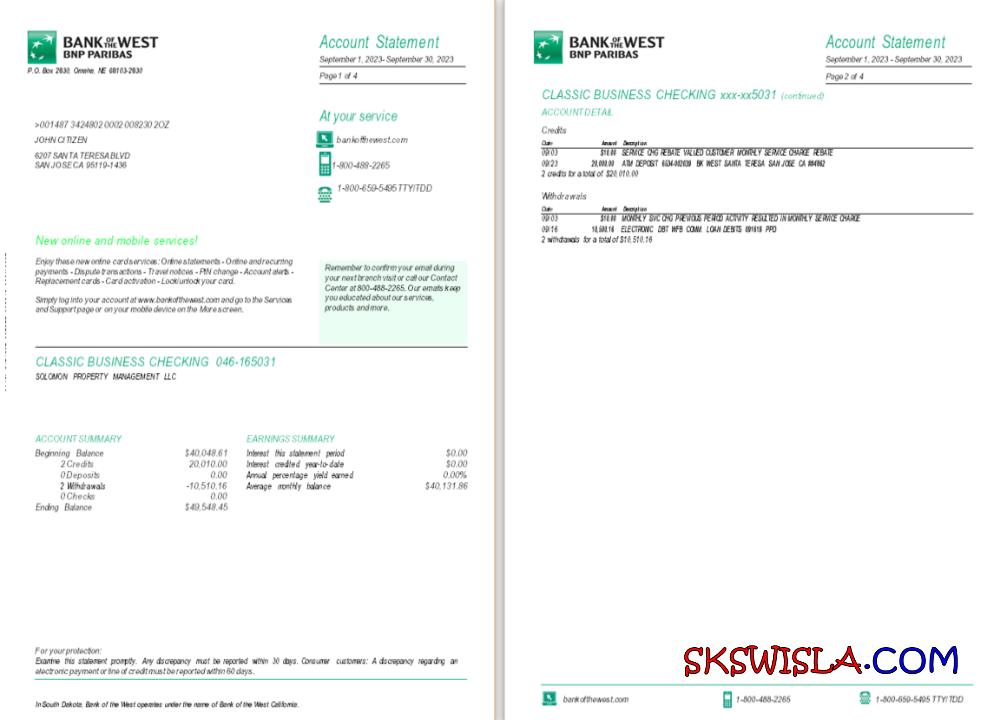 BANK OF THE WEST
BNP PARIBAS
P.O. Box 2830, Omaha, NE 68103-2830
Account Statement
September 1, 2023- September 30, 2023
Page 1 of 4
>001487 3424802 0002 008230 2OZ
JOHN CITIZEN
6207 SANTA TERESA BLVD
SAN JOSE CA 95119-1436
At your service
bankofthewest.com
1-800-488-2265
1-800-659-5495 TTY/TDD
New online and mobile services!
Enjoy these new online card services: Online statements - Online and recurring
payments - Dispute transactions - Travel notices - PIN change - Account alerts -
Replacement cards - Card activation - Lock/unlock your card.
Simply log into your account at www.bankofthewest.com and go to the Services
and Support page or on your mobile device on the More screen.
Remember to confirm your email during
your next branch visit or call our Contact
Center at 800-488-2265. Our emails keep
you educated about our services,
products and more.
CLASSIC BUSINESS CHECKING 046-165031
SOLOMON PROPERTY MANAGEMENT LLC
ACCOUNT SUMMARY
Beginning Balance $40,048.61
2 Credits 20,010.00
0 Deposits 0.00
2 Withdrawals -10,510.16
0 Checks 0.00
Ending Balance $49,548.45
EARNINGS SUMMARY
Interest this statement period $0.00
Interest credited year-to-date $0.00
Annual percentage yield earned 0.00%
Average monthly balance $40,131.86
For your protection:
Examine this statement promptly. Any discrepancy must be reported within 30 days. Consumer customers: A discrepancy regarding an
electronic payment or line of credit must be reported within 60 days.
In South Dakota, Bank of the West operates under the name of Bank of the West California.
BANK OF THE WEST
BNP PARIBAS
Account Statement
September 1, 2023 - September 30, 2023
Page 2 of 4
CLASSIC BUSINESS CHECKING xxx-xx5031 (continued)
ACCOUNT DETAIL
Credits
Date Amount Description
09/03 $10.00 SERVICE CHG REBATE VALUED CUSTOMER MONTHLY SERVICE CHARGE REBATE
09/23 20,000.00 ATM DEPOSIT 6534-002039 BK WEST SANTA TERESA SAN JOSE CA
2 credits for a total of $20,010.00
Withdrawals
Date Amount Description
09/03 $10.00 MONTHLY SVC CHG PREVIOUS PERIOD ACTIVITY RESULTED IN MONTHLY SERVICE CHARGE
09/16 10,500.16 ELECTRONIC DBT WFB COMM. LOAN DEBITS 091618 PPD
2 withdrawals for a total of $10,510.16
SKSWISLA.COM
bankofthewest.com
1-800-488-2265
1-800-659-5495 TTY/TDD